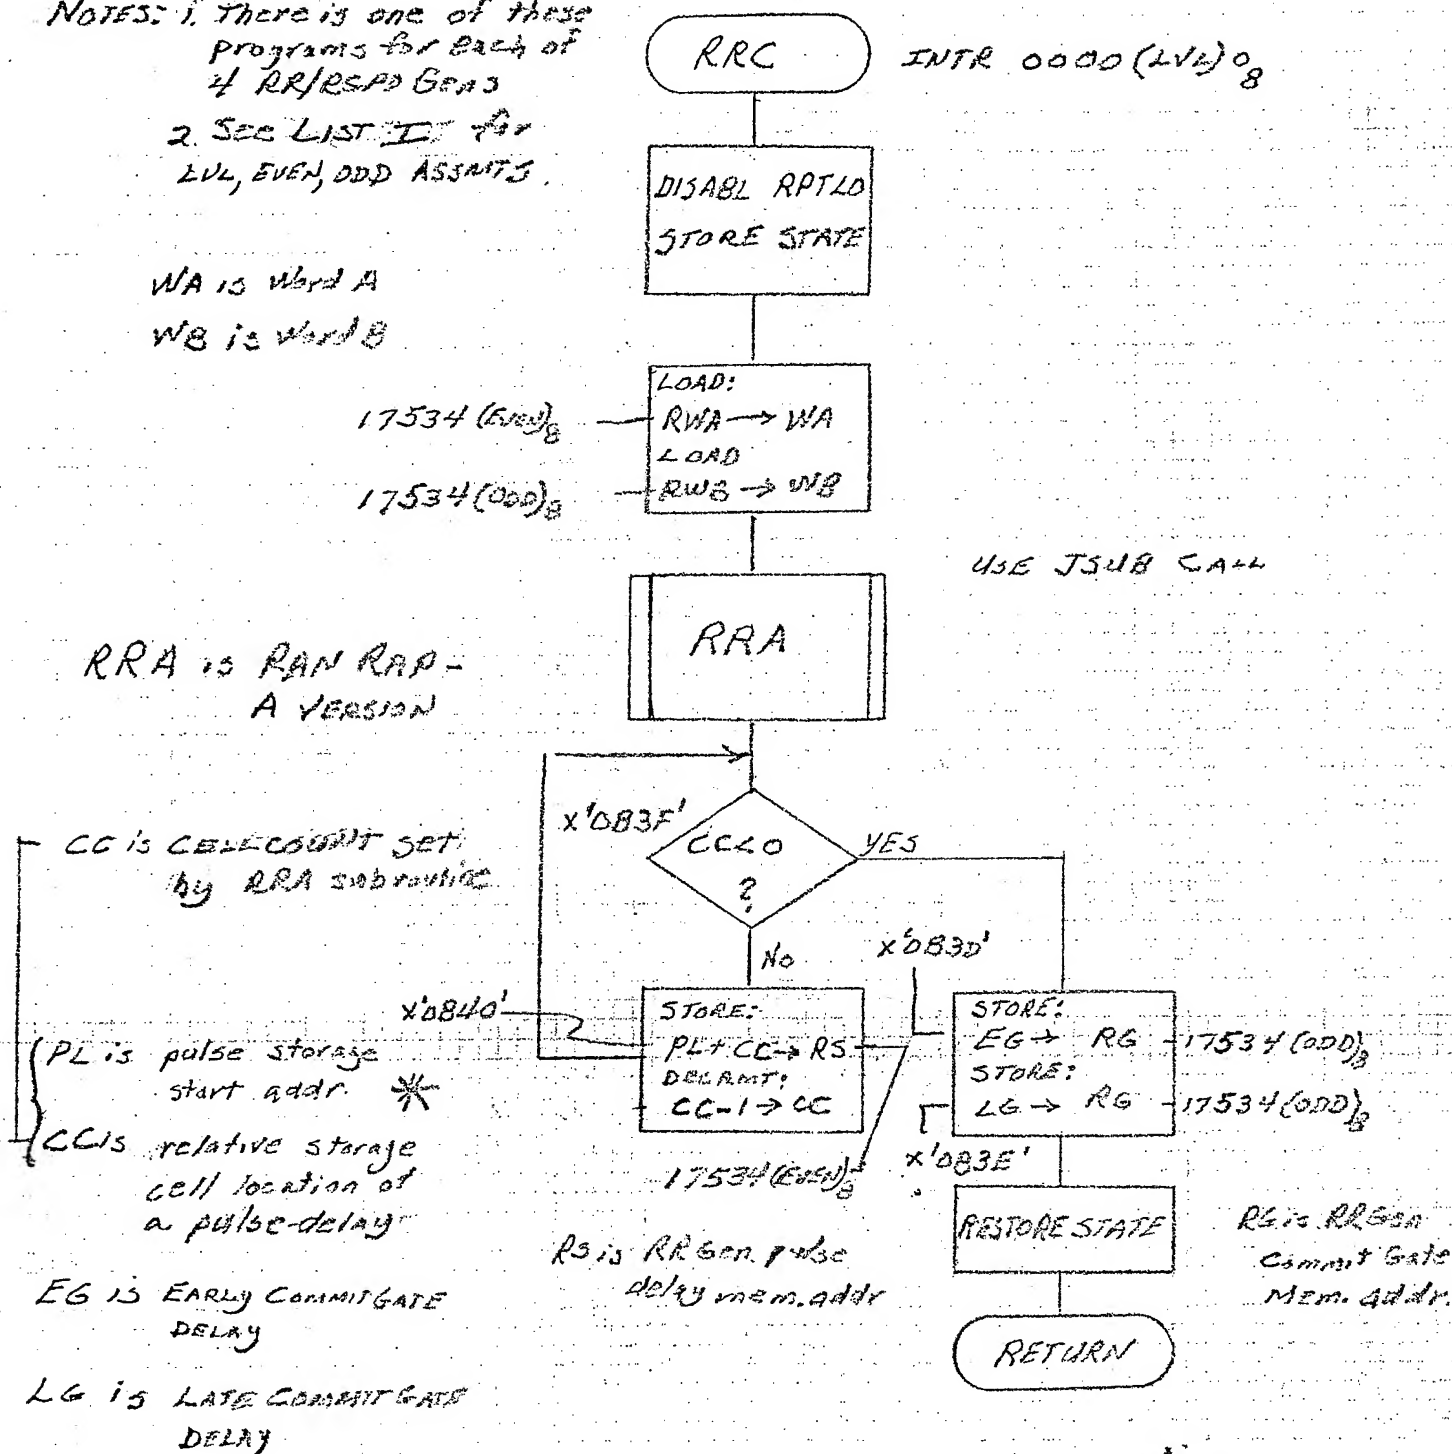 NOTES: 1. There is one of these
programs for each of
4 RR/RSPD Gens
2. See LIST II for
LVL, EVEN, ODD ASSMTS.
RRC
INTR 0000 (LVL)0₈
DISABL RPTLD
STORE STATE
WA is Word A
WB is Word B
LOAD:
17534 (Even)₈
RWA → WA
LOAD
17534 (ODD)₈
RWB → WB
USE JSUB CALL
RRA
RRA is RAN RAP-
A VERSION
X'083F'
CC<0
?
YES
No
CC is CELLCOUNT set
by RRA subroutine
X'083D'
X'0840'
STORE:
PL+CC→RS
DECRMT:
CC-1→CC
STORE:
EG → RG
17534 (ODD)₈
STORE:
LG → RG
17534 (ODD)₈
PL is pulse storage
start addr. *
CC is relative storage
cell location of
a pulse-delay
17534 (Even)₈
X'083E'
RESTORE STATE
RS is RR Gen. pulse
delay mem. addr
RG is RR Gen
Commit Gate
Mem. addr.
EG is EARLY COMMIT GATE
DELAY
RETURN
LG is LATE COMMIT GATE
DELAY